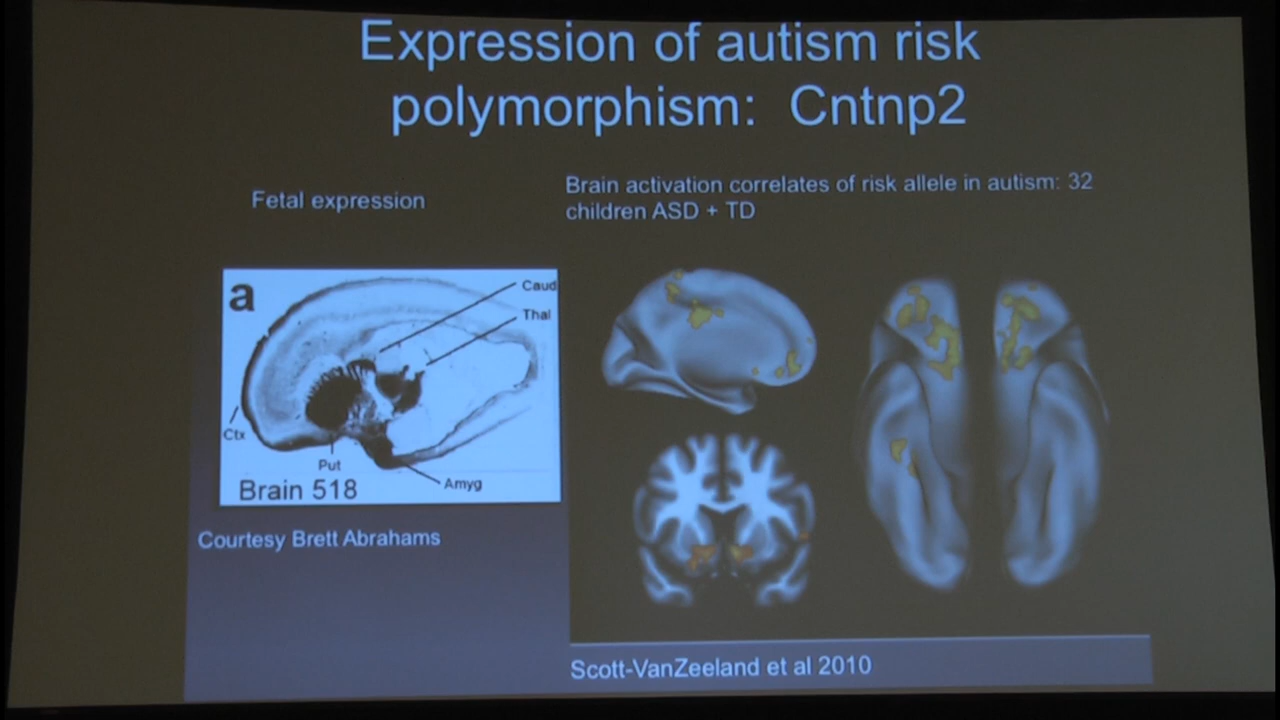 Expression of autism risk
polymorphism: Cntnp2
Fetal expression
Brain activation correlates of risk allele in autism: 32
children ASD + TD
a
Caud
Thal
Ctx
Put
Amyg
Brain 518
Courtesy Brett Abrahams
Scott-VanZeeland et al 2010